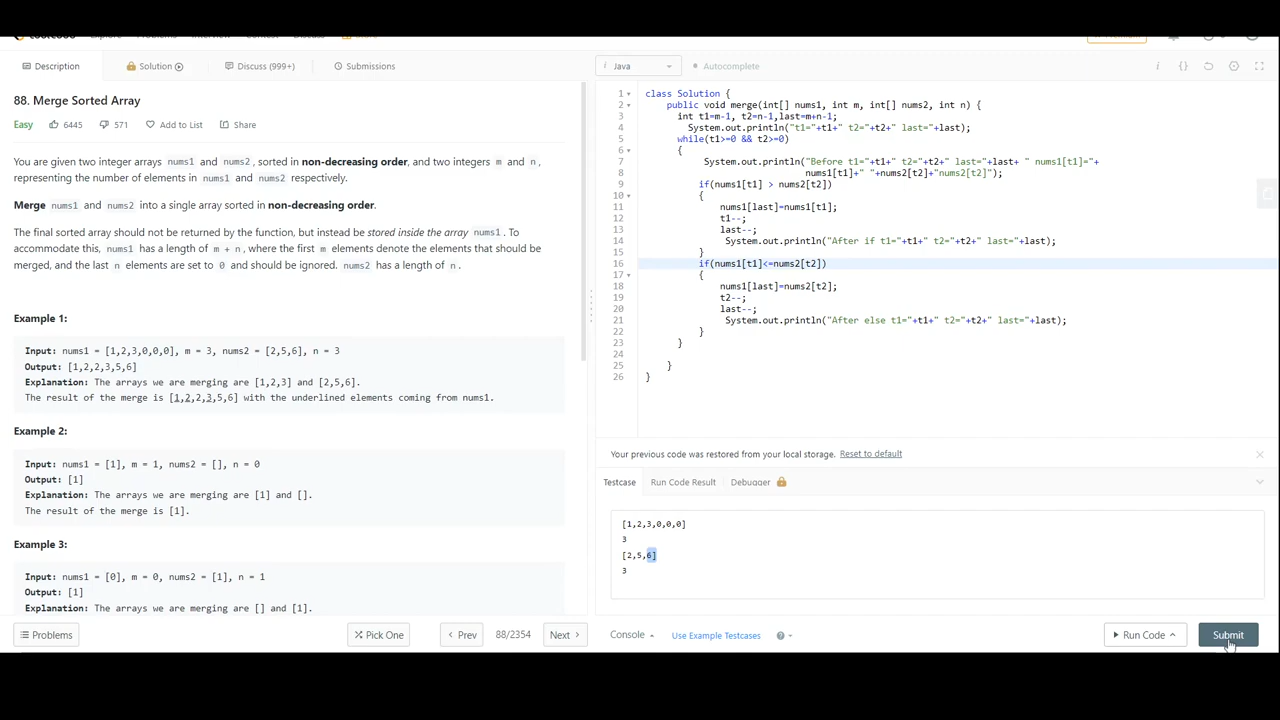 Description
Solution
Discuss (999+)
Submissions
i Java
Autocomplete
88. Merge Sorted Array
Easy 6445 571 Add to List Share
You are given two integer arrays nums1 and nums2, sorted in non-decreasing order, and two integers m and n,
representing the number of elements in nums1 and nums2 respectively.
Merge nums1 and nums2 into a single array sorted in non-decreasing order.
The final sorted array should not be returned by the function, but instead be stored inside the array nums1. To
accommodate this, nums1 has a length of m + n, where the first m elements denote the elements that should be
merged, and the last n elements are set to 0 and should be ignored. nums2 has a length of n.
Example 1:
Input: nums1 = [1,2,3,0,0,0], m = 3, nums2 = [2,5,6], n = 3
Output: [1,2,2,3,5,6]
Explanation: The arrays we are merging are [1,2,3] and [2,5,6].
The result of the merge is [1,2,2,3,5,6] with the underlined elements coming from nums1.
Example 2:
Input: nums1 = [1], m = 1, nums2 = [], n = 0
Output: [1]
Explanation: The arrays we are merging are [1] and [].
The result of the merge is [1].
Example 3:
Input: nums1 = [0], m = 0, nums2 = [1], n = 1
Output: [1]
Explanation: The arrays we are merging are [] and [1].
1 class Solution {
2 public void merge(int[] nums1, int m, int[] nums2, int n) {
3 int t1=m-1, t2=n-1,last=m+n-1;
4 System.out.println("t1="+t1+" t2="+t2+" last="+last);
5 while(t1>=0 && t2>=0)
6 {
7 System.out.println("Before t1="+t1+" t2="+t2+" last="+last+ " nums1[t1]="+
8 nums1[t1]+" "+nums2[t2]+"nums2[t2]");
9 if(nums1[t1] > nums2[t2])
10 {
11 nums1[last]=nums1[t1];
12 t1--;
13 last--;
14 System.out.println("After if t1="+t1+" t2="+t2+" last="+last);
15 }
16 if(nums1[t1]<=nums2[t2])
17 {
18 nums1[last]=nums2[t2];
19 t2--;
20 last--;
21 System.out.println("After else t1="+t1+" t2="+t2+" last="+last);
22 }
23 }
24
25 }
26 }
Your previous code was restored from your local storage. Reset to default
Testcase Run Code Result Debugger
[1,2,3,0,0,0]
3
[2,5,6]
3
Problems
Pick One
Prev
88/2354
Next
Console
Use Example Testcases
Run Code
Submit